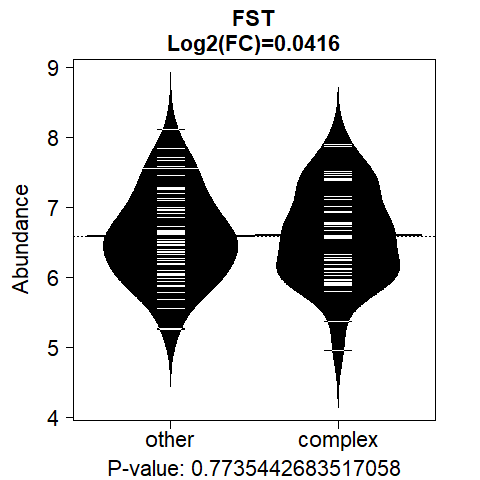 FST
Log2(FC)=0.0416
9
8
7
6
5
4
Abundance
other complex
P-value: 0.7735442683517058